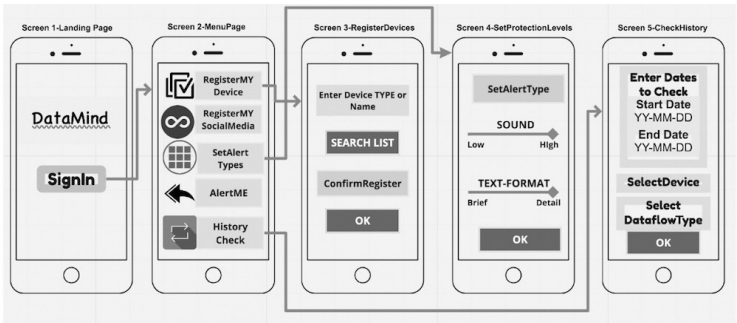 Screen 1-Landing Page
DataMind
SignIn
Screen 2-MenuPage
RegisterMY
Device
RegisterMY
SocialMedia
SetAlert
Types
AlertME
History
Check
Screen 3-RegisterDevices
Enter Device TYPE or
Name
SEARCH LIST
ConfirmRegister
OK
Screen 4-SetProtectionLevels
SetAlertType
SOUND
Low HIgh
TEXT-FORMAT
Brief Detail
OK
Screen 5-CheckHistory
Enter Dates
to Check
Start Date
YY-MM-DD
End Date
YY-MM-DD
SelectDevice
Select
DataflowType
OK